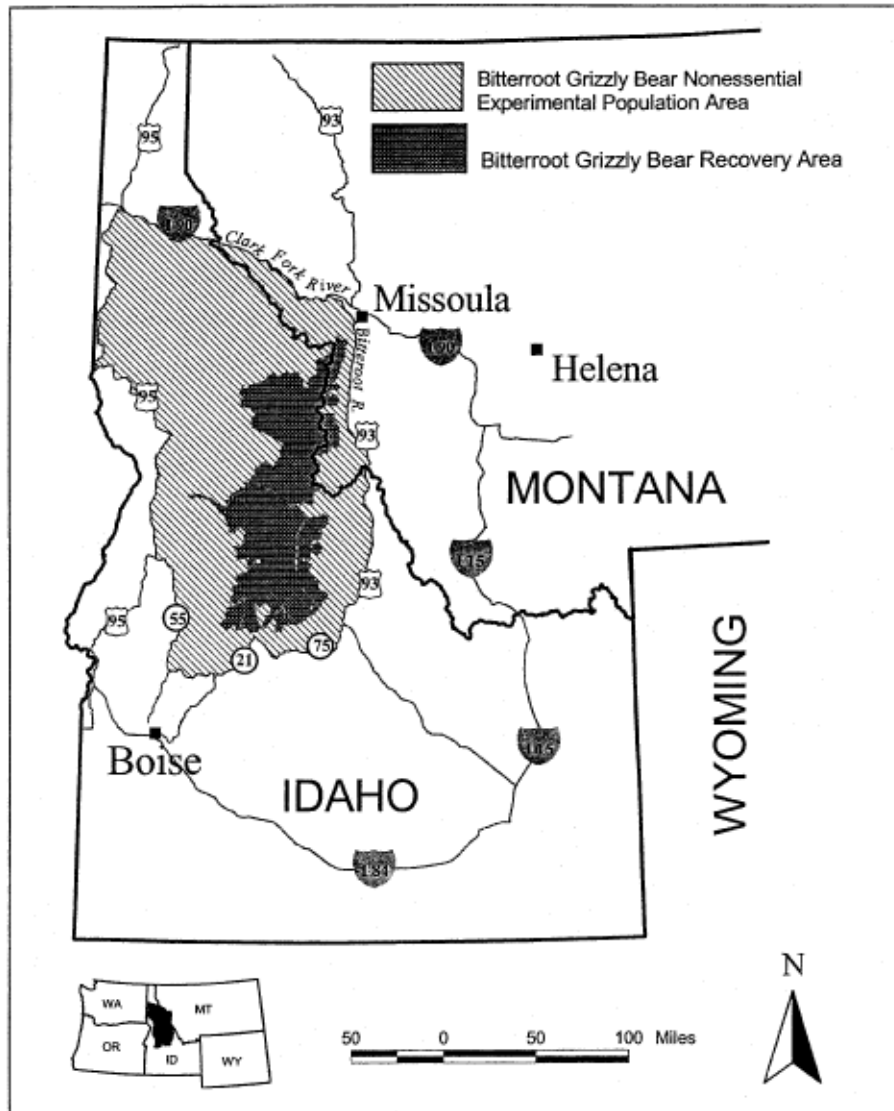 Bitterroot Grizzly Bear Nonessential
Experimental Population Area
Bitterroot Grizzly Bear Recovery Area
95
93
I-90
Clark Fork River
Missoula
I-90
Helena
Bitterroot R.
95
93
MONTANA
I-15
93
95
55
21
75
WYOMING
I-15
Boise
IDAHO
I-84
N
WA
MT
OR
ID
WY
50 0 50 100 Miles